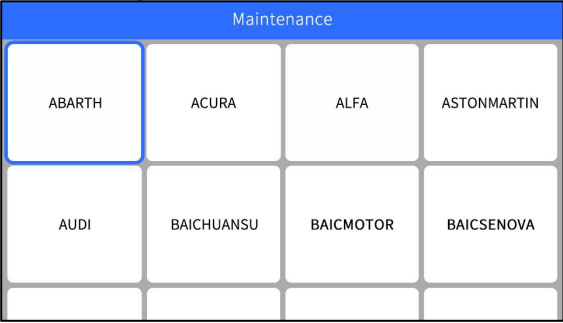 Maintenance
ABARTH ACURA ALFA ASTONMARTIN
AUDI BAICHUANSU BAICMOTOR BAICSENOVA